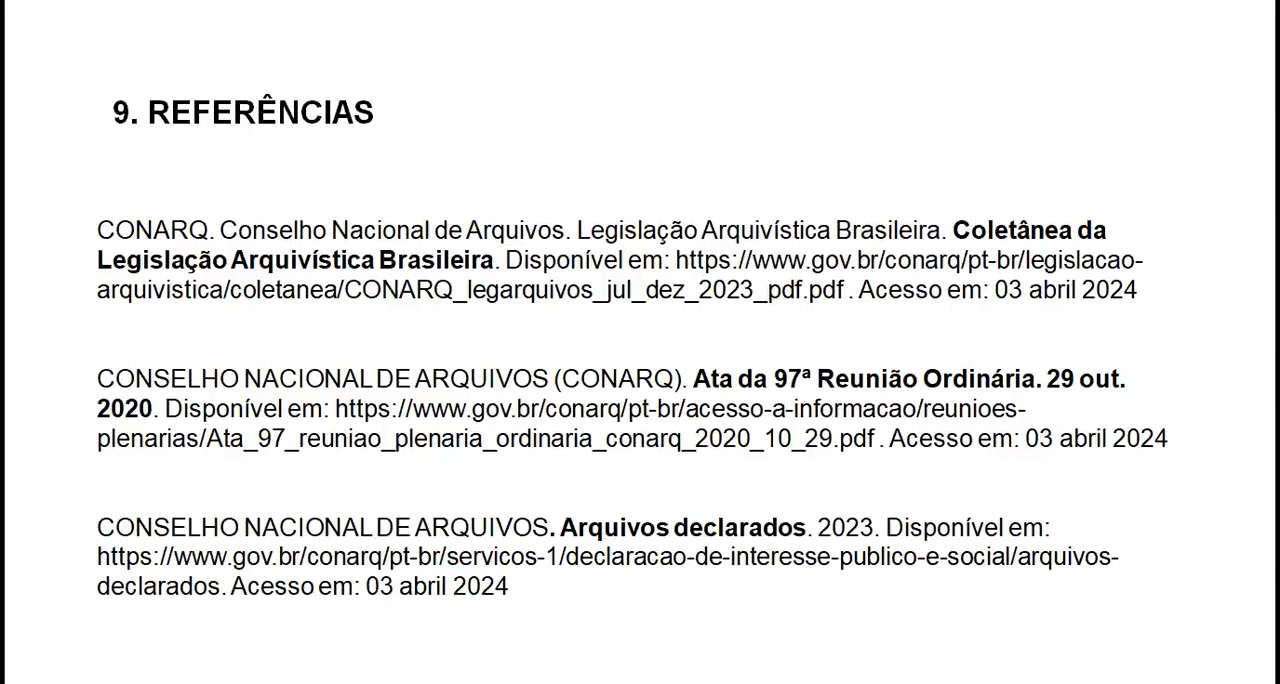 9. REFERÊNCIAS
CONARQ. Conselho Nacional de Arquivos. Legislação Arquivística Brasileira. Coletânea da
Legislação Arquivística Brasileira. Disponível em: https://www.gov.br/conarq/pt-br/legislacao-
arquivistica/coletanea/CONARQ_legarquivos_jul_dez_2023_pdf.pdf . Acesso em: 03 abril 2024
CONSELHO NACIONAL DE ARQUIVOS (CONARQ). Ata da 97ª Reunião Ordinária. 29 out.
2020. Disponível em: https://www.gov.br/conarq/pt-br/acesso-a-informacao/reunioes-
plenarias/Ata_97_reuniao_plenaria_ordinaria_conarq_2020_10_29.pdf . Acesso em: 03 abril 2024
CONSELHO NACIONAL DE ARQUIVOS. Arquivos declarados. 2023. Disponível em:
https://www.gov.br/conarq/pt-br/servicos-1/declaracao-de-interesse-publico-e-social/arquivos-
declarados. Acesso em: 03 abril 2024